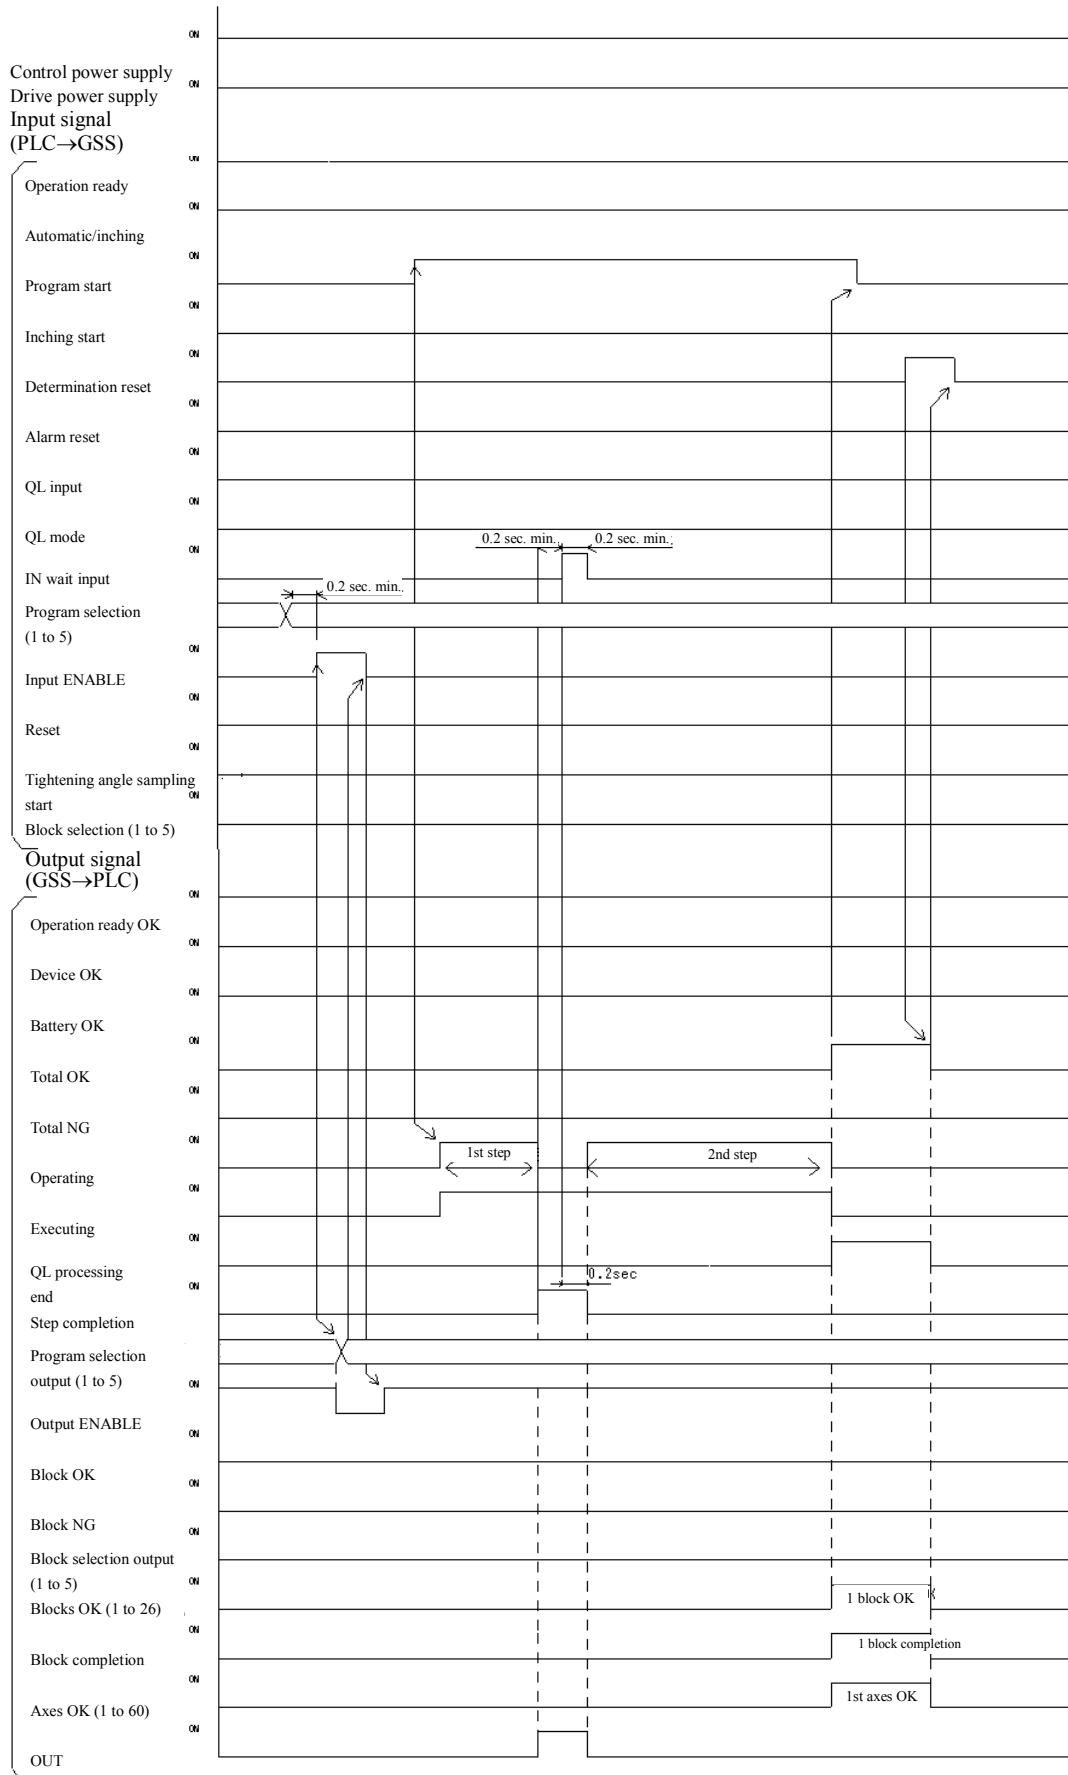 ON
Control power supply
ON
Drive power supply
Input signal
(PLC→GSS)
ON
Operation ready
ON
Automatic/inching
ON
Program start
ON
Inching start
ON
Determination reset
ON
Alarm reset
ON
QL input
ON
QL mode
0.2 sec. min. 0.2 sec. min.
ON
IN wait input
0.2 sec. min.
Program selection
(1 to 5)
ON
Input ENABLE
ON
Reset
ON
Tightening angle sampling
ON
start
Block selection (1 to 5)
Output signal
(GSS→PLC)
ON
Operation ready OK
ON
Device OK
ON
Battery OK
ON
Total OK
ON
Total NG
ON
1st step 2nd step
Operating
ON
Executing
ON
QL processing
0.2sec
ON
end
Step completion
Program selection
output (1 to 5)
ON
Output ENABLE
ON
Block OK
ON
Block NG
ON
Block selection output
(1 to 5)
ON
1 block OK
Blocks OK (1 to 26)
ON
1 block completion
Block completion
ON
1st axes OK
Axes OK (1 to 60)
ON
OUT